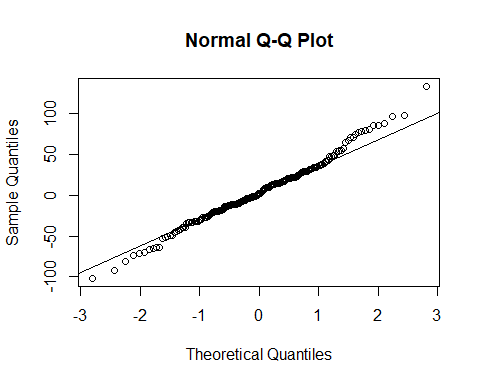 Normal Q-Q Plot
Sample Quantiles
100
50
0
-50
-100
-3 -2 -1 0 1 2 3
Theoretical Quantiles